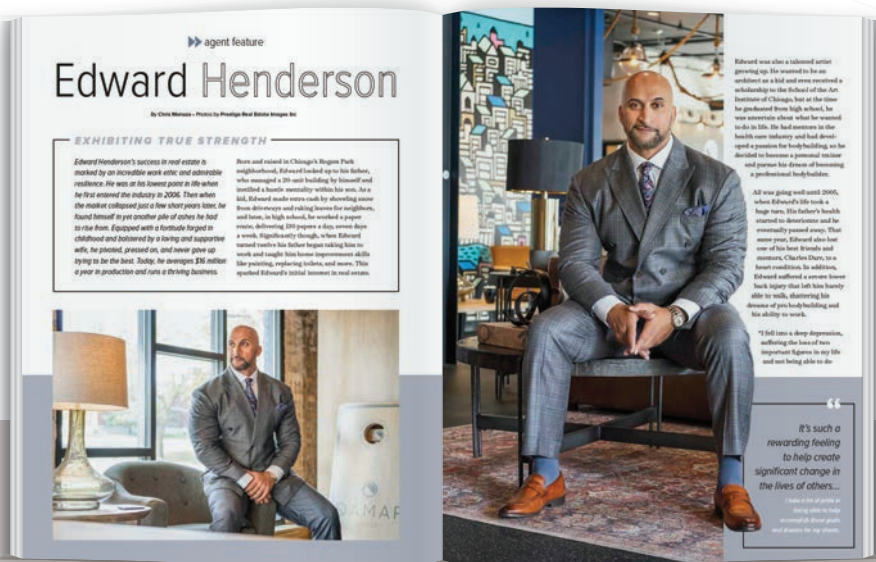 agent feature
Edward Henderson
By Chris Menezes • Photos by Prestige Real Estate Images Inc
EXHIBITING TRUE STRENGTH
Edward Henderson's success in real estate is
marked by an incredible work ethic and admirable
resilience. He was at his lowest point in life when
he first entered the industry in 2006. Then when
the market collapsed just a few short years later, he
found himself in yet another pile of ashes he had
to rise from. Equipped with a fortitude forged in
childhood and bolstered by a loving and supportive
wife, he pivoted, pressed on, and never gave up
trying to be the best. Today, he averages $16 million
a year in production and runs a thriving business.
Born and raised in Chicago's Rogers Park
neighborhood, Edward looked up to his father,
who managed a 20-unit building by himself and
instilled a hustle mentality within his son. As a
kid, Edward made extra cash by shoveling snow
from driveways and raking leaves for neighbors,
and later, in high school, he worked a paper
route, delivering 120 papers a day, seven days
a week. Significantly though, when Edward
turned twelve his father began taking him to
work and taught him home improvement skills
like painting, replacing toilets, and more. This
sparked Edward's initial interest in real estate.
Edward was also a talented artist
growing up. He wanted to be an
architect as a kid and even received a
scholarship to the School of the Art
Institute of Chicago, but at the time
he graduated from high school, he
was uncertain about what he wanted
to do in life. He had mentors in the
health care industry and had devel-
oped a passion for bodybuilding, so he
decided to become a personal trainer
and pursue his dream of becoming
a professional bodybuilder.
All was going well until 2005,
when Edward's life took a
huge turn. His father's health
started to deteriorate and he
eventually passed away. That
same year, Edward also lost
one of his best friends and
mentors, Charles Durr, to a
heart condition. In addition,
Edward suffered a severe lower
back injury that left him barely
able to walk, shattering his
dreams of pro bodybuilding and
his ability to work.
"I fell into a deep depression,
suffering the loss of two
important figures in my life
and not being able to do
“
It's such a
rewarding feeling
to help create
significant change in
the lives of others...
I take a lot of pride in
being able to help
accomplish those goals
and dreams for my clients.
DAMAR